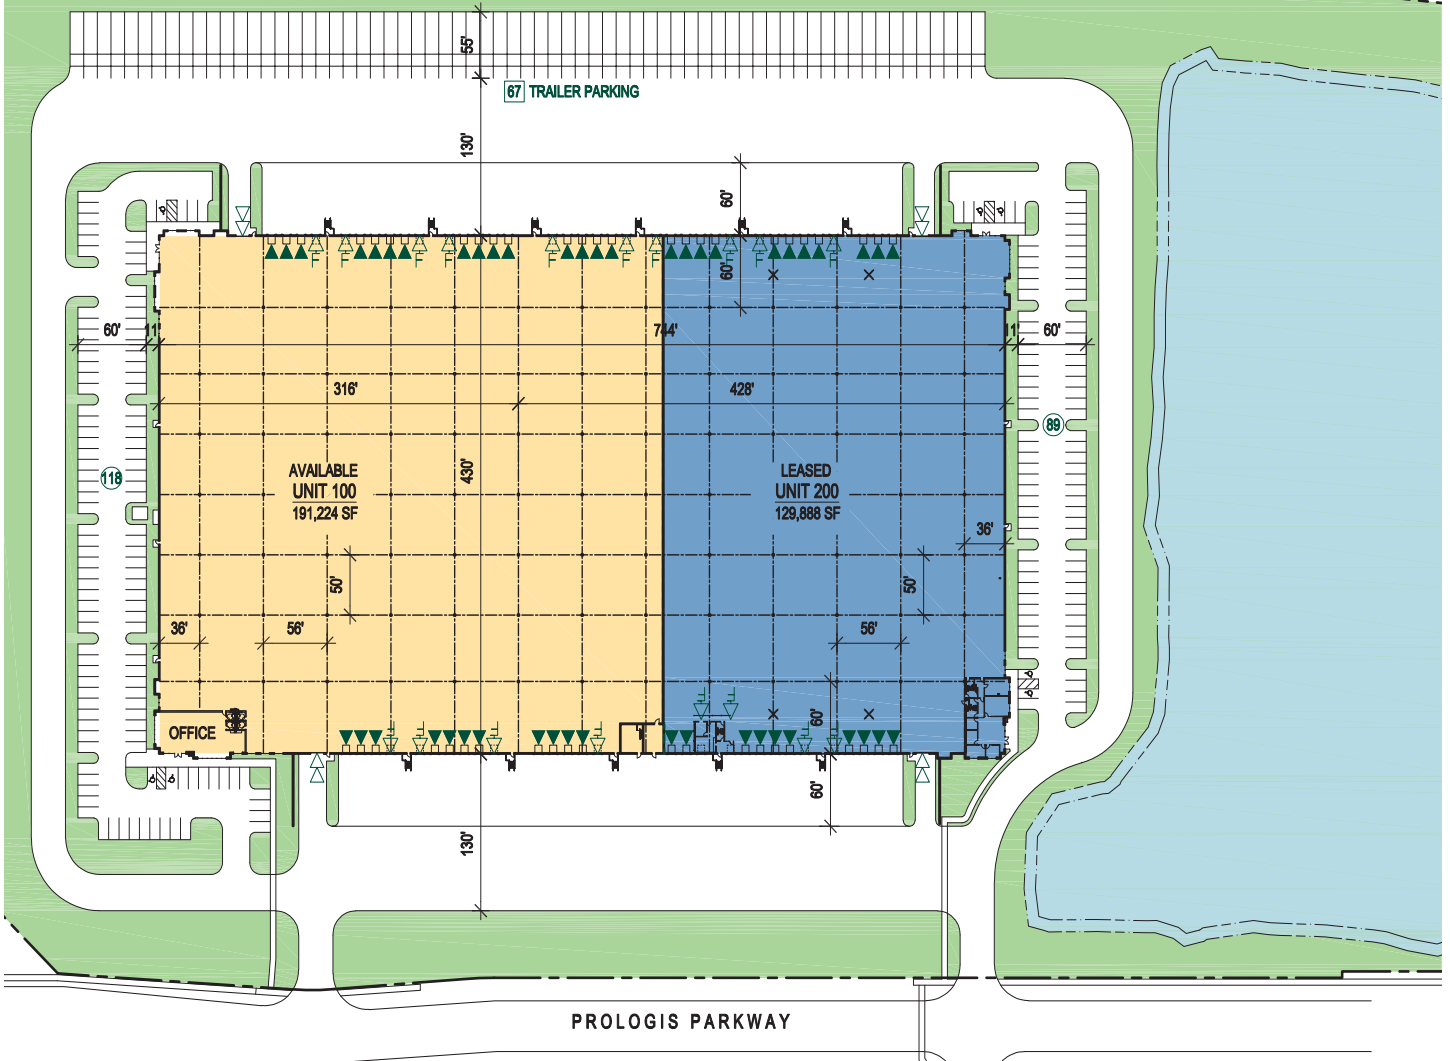 55'
67 TRAILER PARKING
130'
60'
60'
60'
11'
744'
11'
60'
316'
428'
89
118
430'
AVAILABLE
UNIT 100
191,224 SF
LEASED
UNIT 200
129,888 SF
36'
50'
50'
36'
56'
56'
60'
OFFICE
60'
130'
PROLOGIS PARKWAY